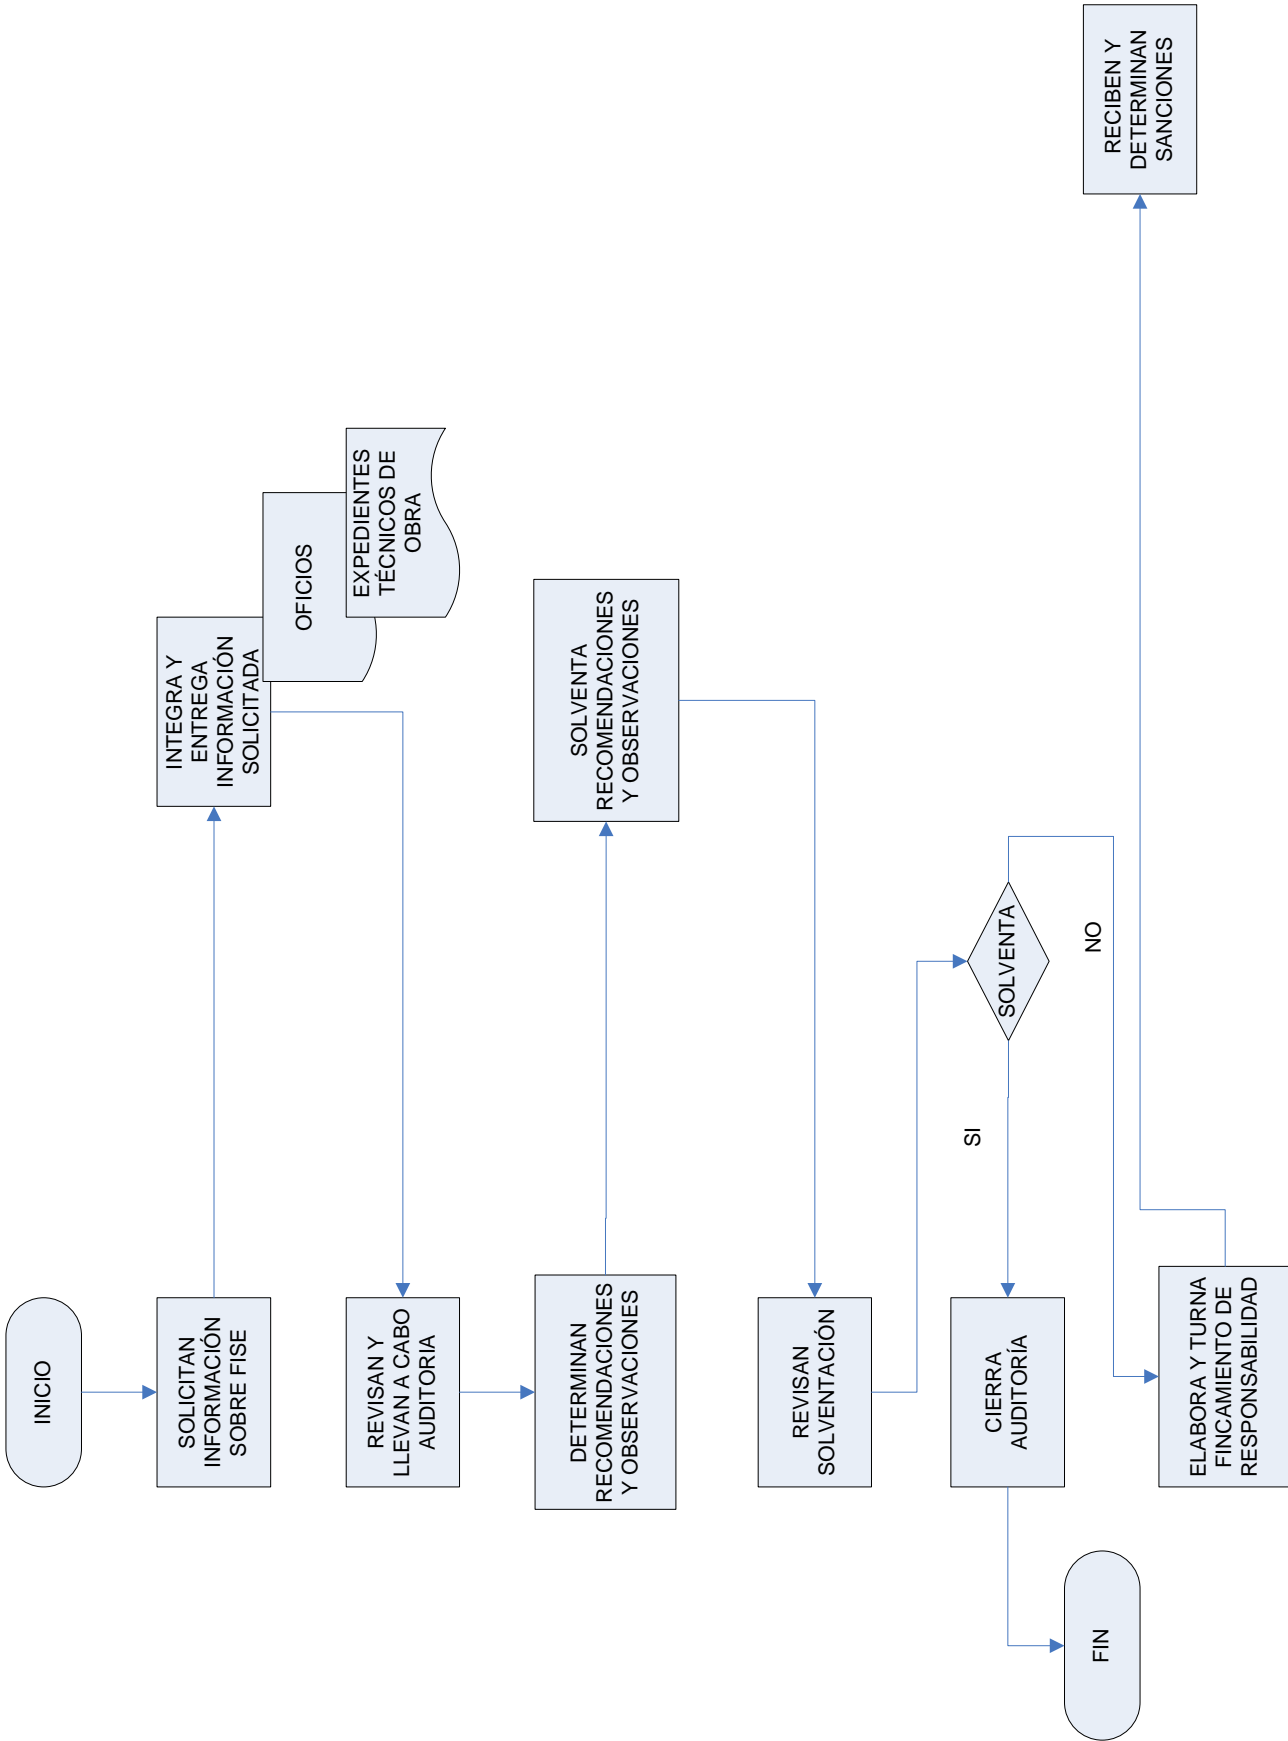 INICIO
SOLICITAN
INFORMACIÓN
SOBRE FISE
INTEGRA Y
ENTREGA
INFORMACIÓN
SOLICITADA
OFICIOS
EXPEDIENTES
TÉCNICOS DE
OBRA
REVISAN Y
LLEVAN A CABO
AUDITORIA
DETERMINAN
RECOMENDACIONES
Y OBSERVACIONES
SOLVENTA
RECOMENDACIONES
Y OBSERVACIONES
REVISAN
SOLVENTACIÓN
SOLVENTA
SI
NO
CIERRA
AUDITORÍA
FIN
ELABORA Y TURNA
FINCAMIENTO DE
RESPONSABILIDAD
RECIBEN Y
DETERMINAN
SANCIONES